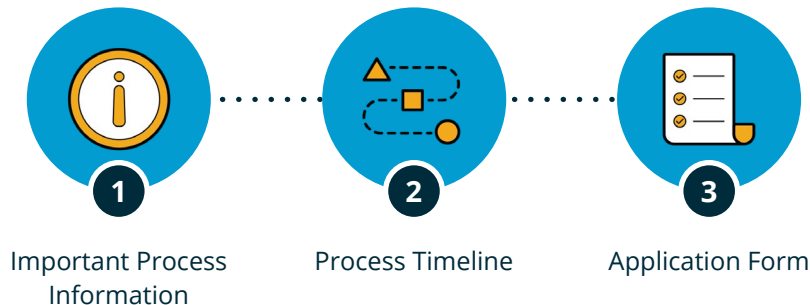 1
2
3
Important Process
Information
Process Timeline
Application Form